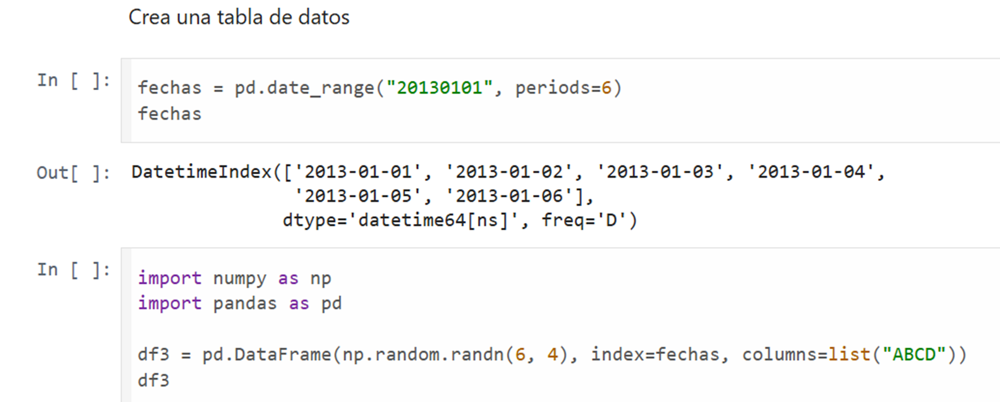 Crea una tabla de datos
In [ ]:
fechas = pd.date_range("20130101", periods=6)
fechas
Out[ ]:
DatetimeIndex(['2013-01-01', '2013-01-02', '2013-01-03', '2013-01-04',
'2013-01-05', '2013-01-06'],
dtype='datetime64[ns]', freq='D')
In [ ]:
import numpy as np
import pandas as pd
df3 = pd.DataFrame(np.random.randn(6, 4), index=fechas, columns=list("ABCD"))
df3